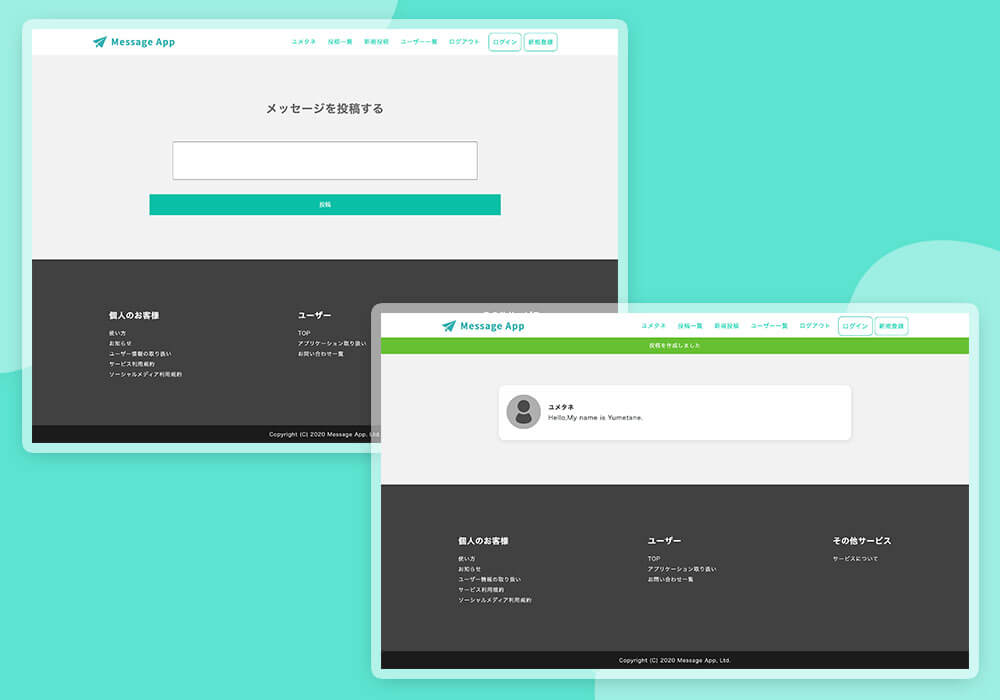 Message App
ユメタネ 投稿一覧 新規投稿 ユーザー一覧 ログアウト ログイン 新規登録
メッセージを投稿する
投稿
個人のお客様
使い方
お知らせ
ユーザー情報の取り扱い
サービス利用規約
ソーシャルメディア利用規約
ユーザー
TOP
アプリケーション取り扱い
お問い合わせ一覧
Copyright (C) 2020 Message App, Ltd.
Message App
ユメタネ 投稿一覧 新規投稿 ユーザー一覧 ログアウト ログイン 新規登録
投稿を作成しました
ユメタネ
Hello,My name is Yumetane.
個人のお客様
使い方
お知らせ
ユーザー情報の取り扱い
サービス利用規約
ソーシャルメディア利用規約
ユーザー
TOP
アプリケーション取り扱い
お問い合わせ一覧
その他サービス
サービスについて
Copyright (C) 2020 Message App, Ltd.